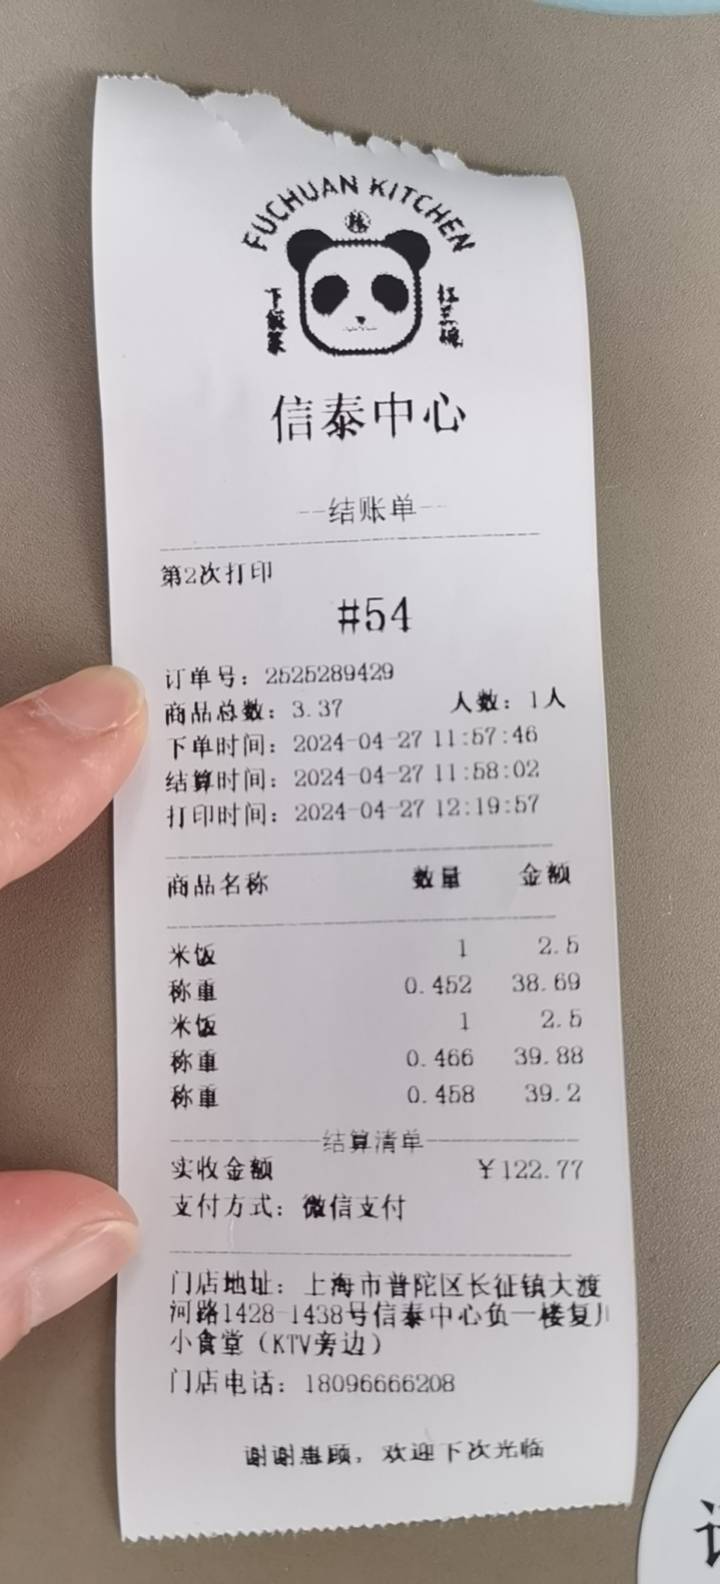 FUCHUAN KITCHEN
下饭菜
信泰中心
--结账单--
第2次打印
#54
订单号：2525289429
商品总数：3.37 人数：1人
下单时间：2024-04-27 11:57:46
结算时间：2024-04-27 11:58:02
打印时间：2024-04-27 12:19:57
商品名称 数量 金额
米饭 1 2.5
称重 0.452 38.69
米饭 1 2.5
称重 0.466 39.88
称重 0.458 39.2
结算清单
实收金额 ￥122.77
支付方式：微信支付
门店地址：上海市普陀区长征镇大渡
河路1428-1438号信泰中心负一楼复川
小食堂（KTV旁边）
门店电话：18096666208
谢谢惠顾，欢迎下次光临